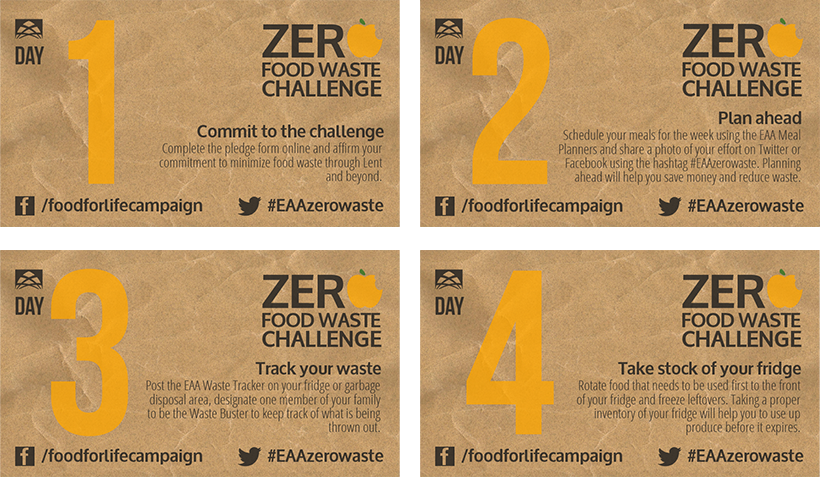 DAY
1
ZERO
FOOD WASTE
CHALLENGE
Commit to the challenge
Complete the pledge form online and affirm your
commitment to minimize food waste through Lent
and beyond.
/foodforlifecampaign
#EAAzerowaste
DAY
2
ZERO
FOOD WASTE
CHALLENGE
Plan ahead
Schedule your meals for the week using the EAA Meal
Planners and share a photo of your effort on Twitter or
Facebook using the hashtag #EAAzerowaste. Planning
ahead will help you save money and reduce waste.
/foodforlifecampaign
#EAAzerowaste
DAY
3
ZERO
FOOD WASTE
CHALLENGE
Track your waste
Post the EAA Waste Tracker on your fridge or garbage
disposal area, designate one member of your family
to be the Waste Buster to keep track of what is being
thrown out.
/foodforlifecampaign
#EAAzerowaste
DAY
4
ZERO
FOOD WASTE
CHALLENGE
Take stock of your fridge
Rotate food that needs to be used first to the front
of your fridge and freeze leftovers. Taking a proper
inventory of your fridge will help you to use up
produce before it expires.
/foodforlifecampaign
#EAAzerowaste